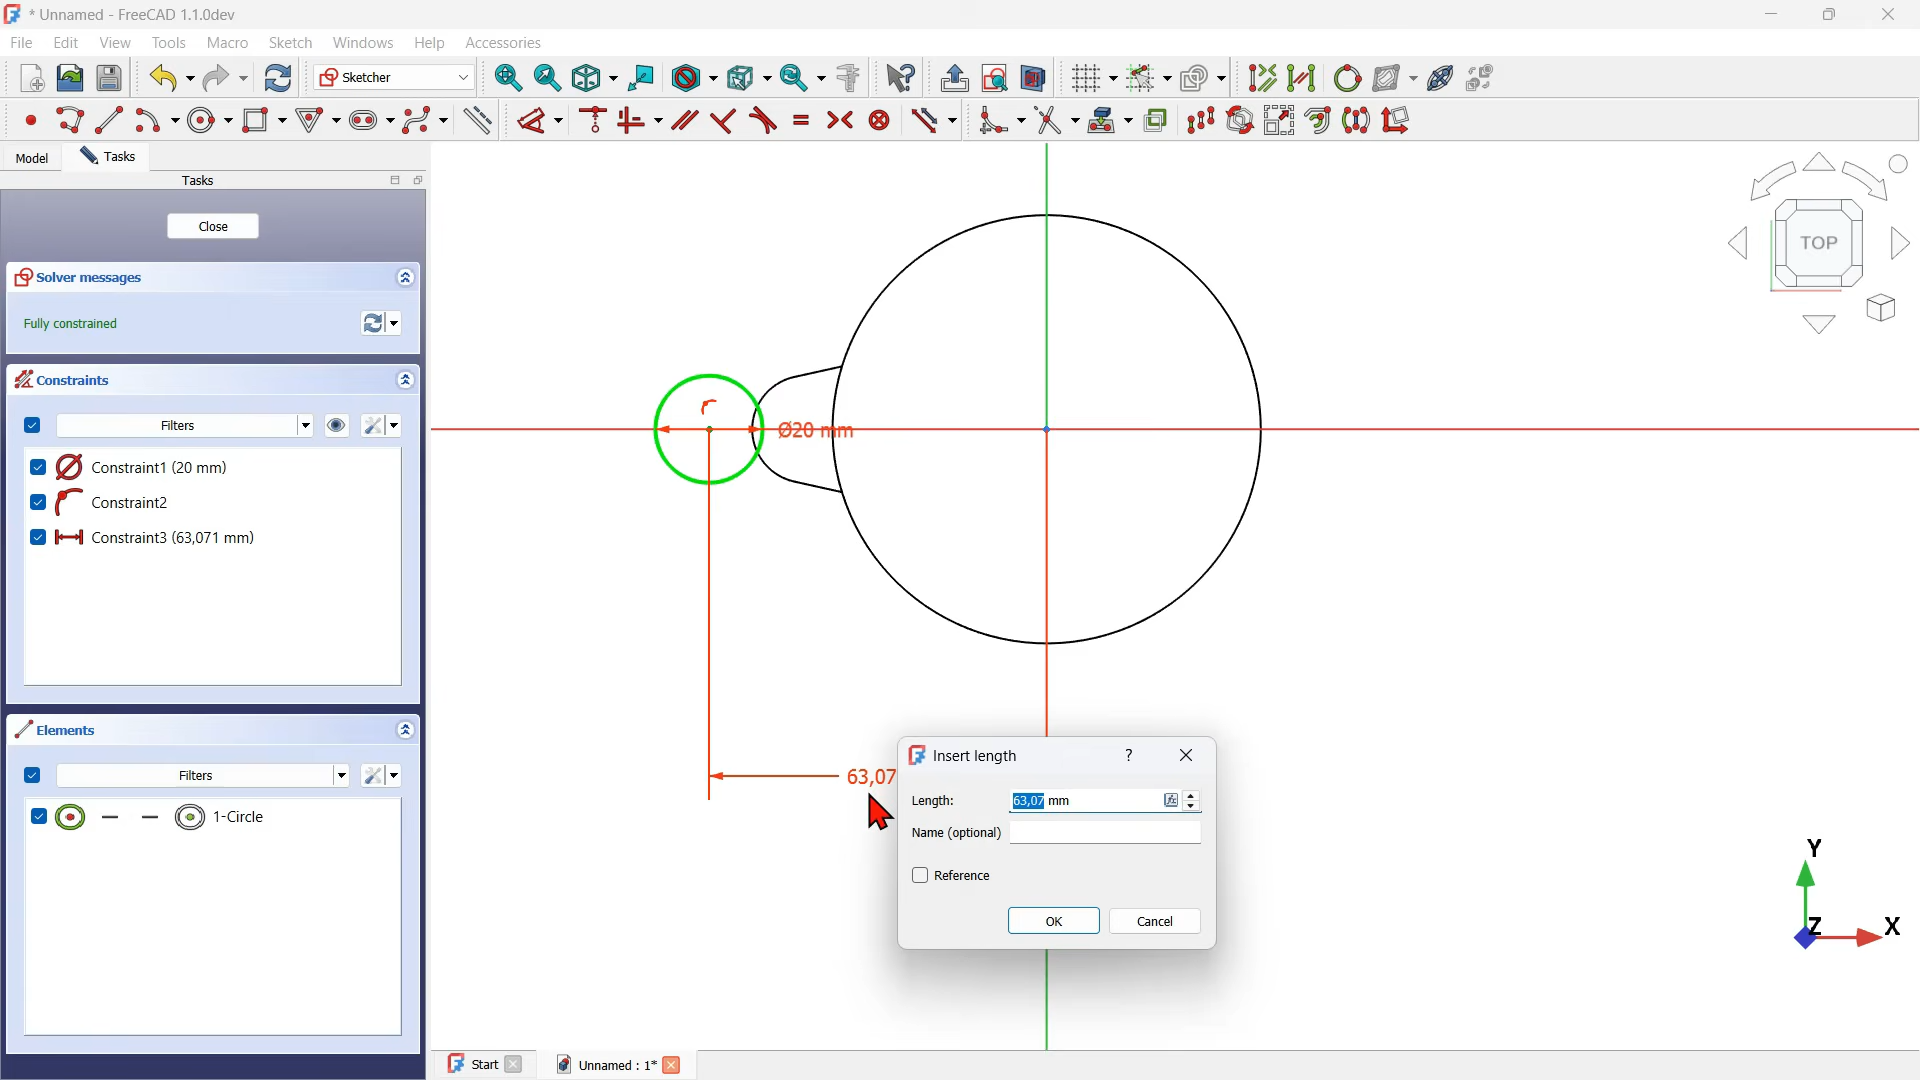 * Unnamed - FreeCAD 1.1.0dev
File Edit View Tools Macro Sketch Windows Help Accessories
Sketcher
Model Tasks
Tasks
Close
Solver messages
Fully constrained
Constraints
Filters
Constraint1 (20 mm)
Constraint2
Constraint3 (63,071 mm)
Elements
Filters
1-Circle
Ø20 mm
63,07
TOP
Insert length
?
Length: 63,07 mm
Name (optional)
Reference
OK Cancel
Y
Z X
Start Unnamed : 1*